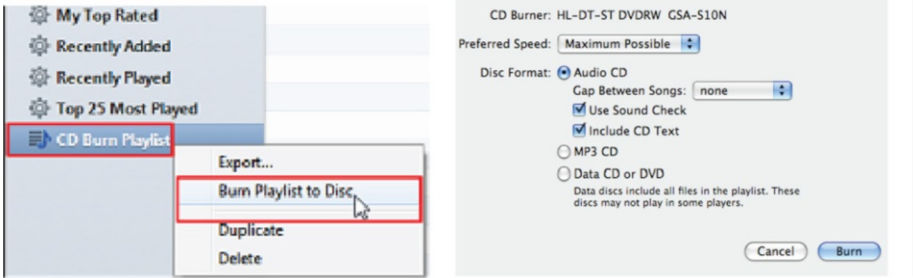 My Top Rated
Recently Added
Recently Played
Top 25 Most Played
CD Burn Playlist
Export...
Burn Playlist to Disc
Duplicate
Delete
CD Burner: HL-DT-ST DVDRW GSA-S10N
Preferred Speed: Maximum Possible
Disc Format: Audio CD
Gap Between Songs: none
Use Sound Check
Include CD Text
MP3 CD
Data CD or DVD
Data discs include all files in the playlist. These
discs may not play in some players.
Cancel Burn